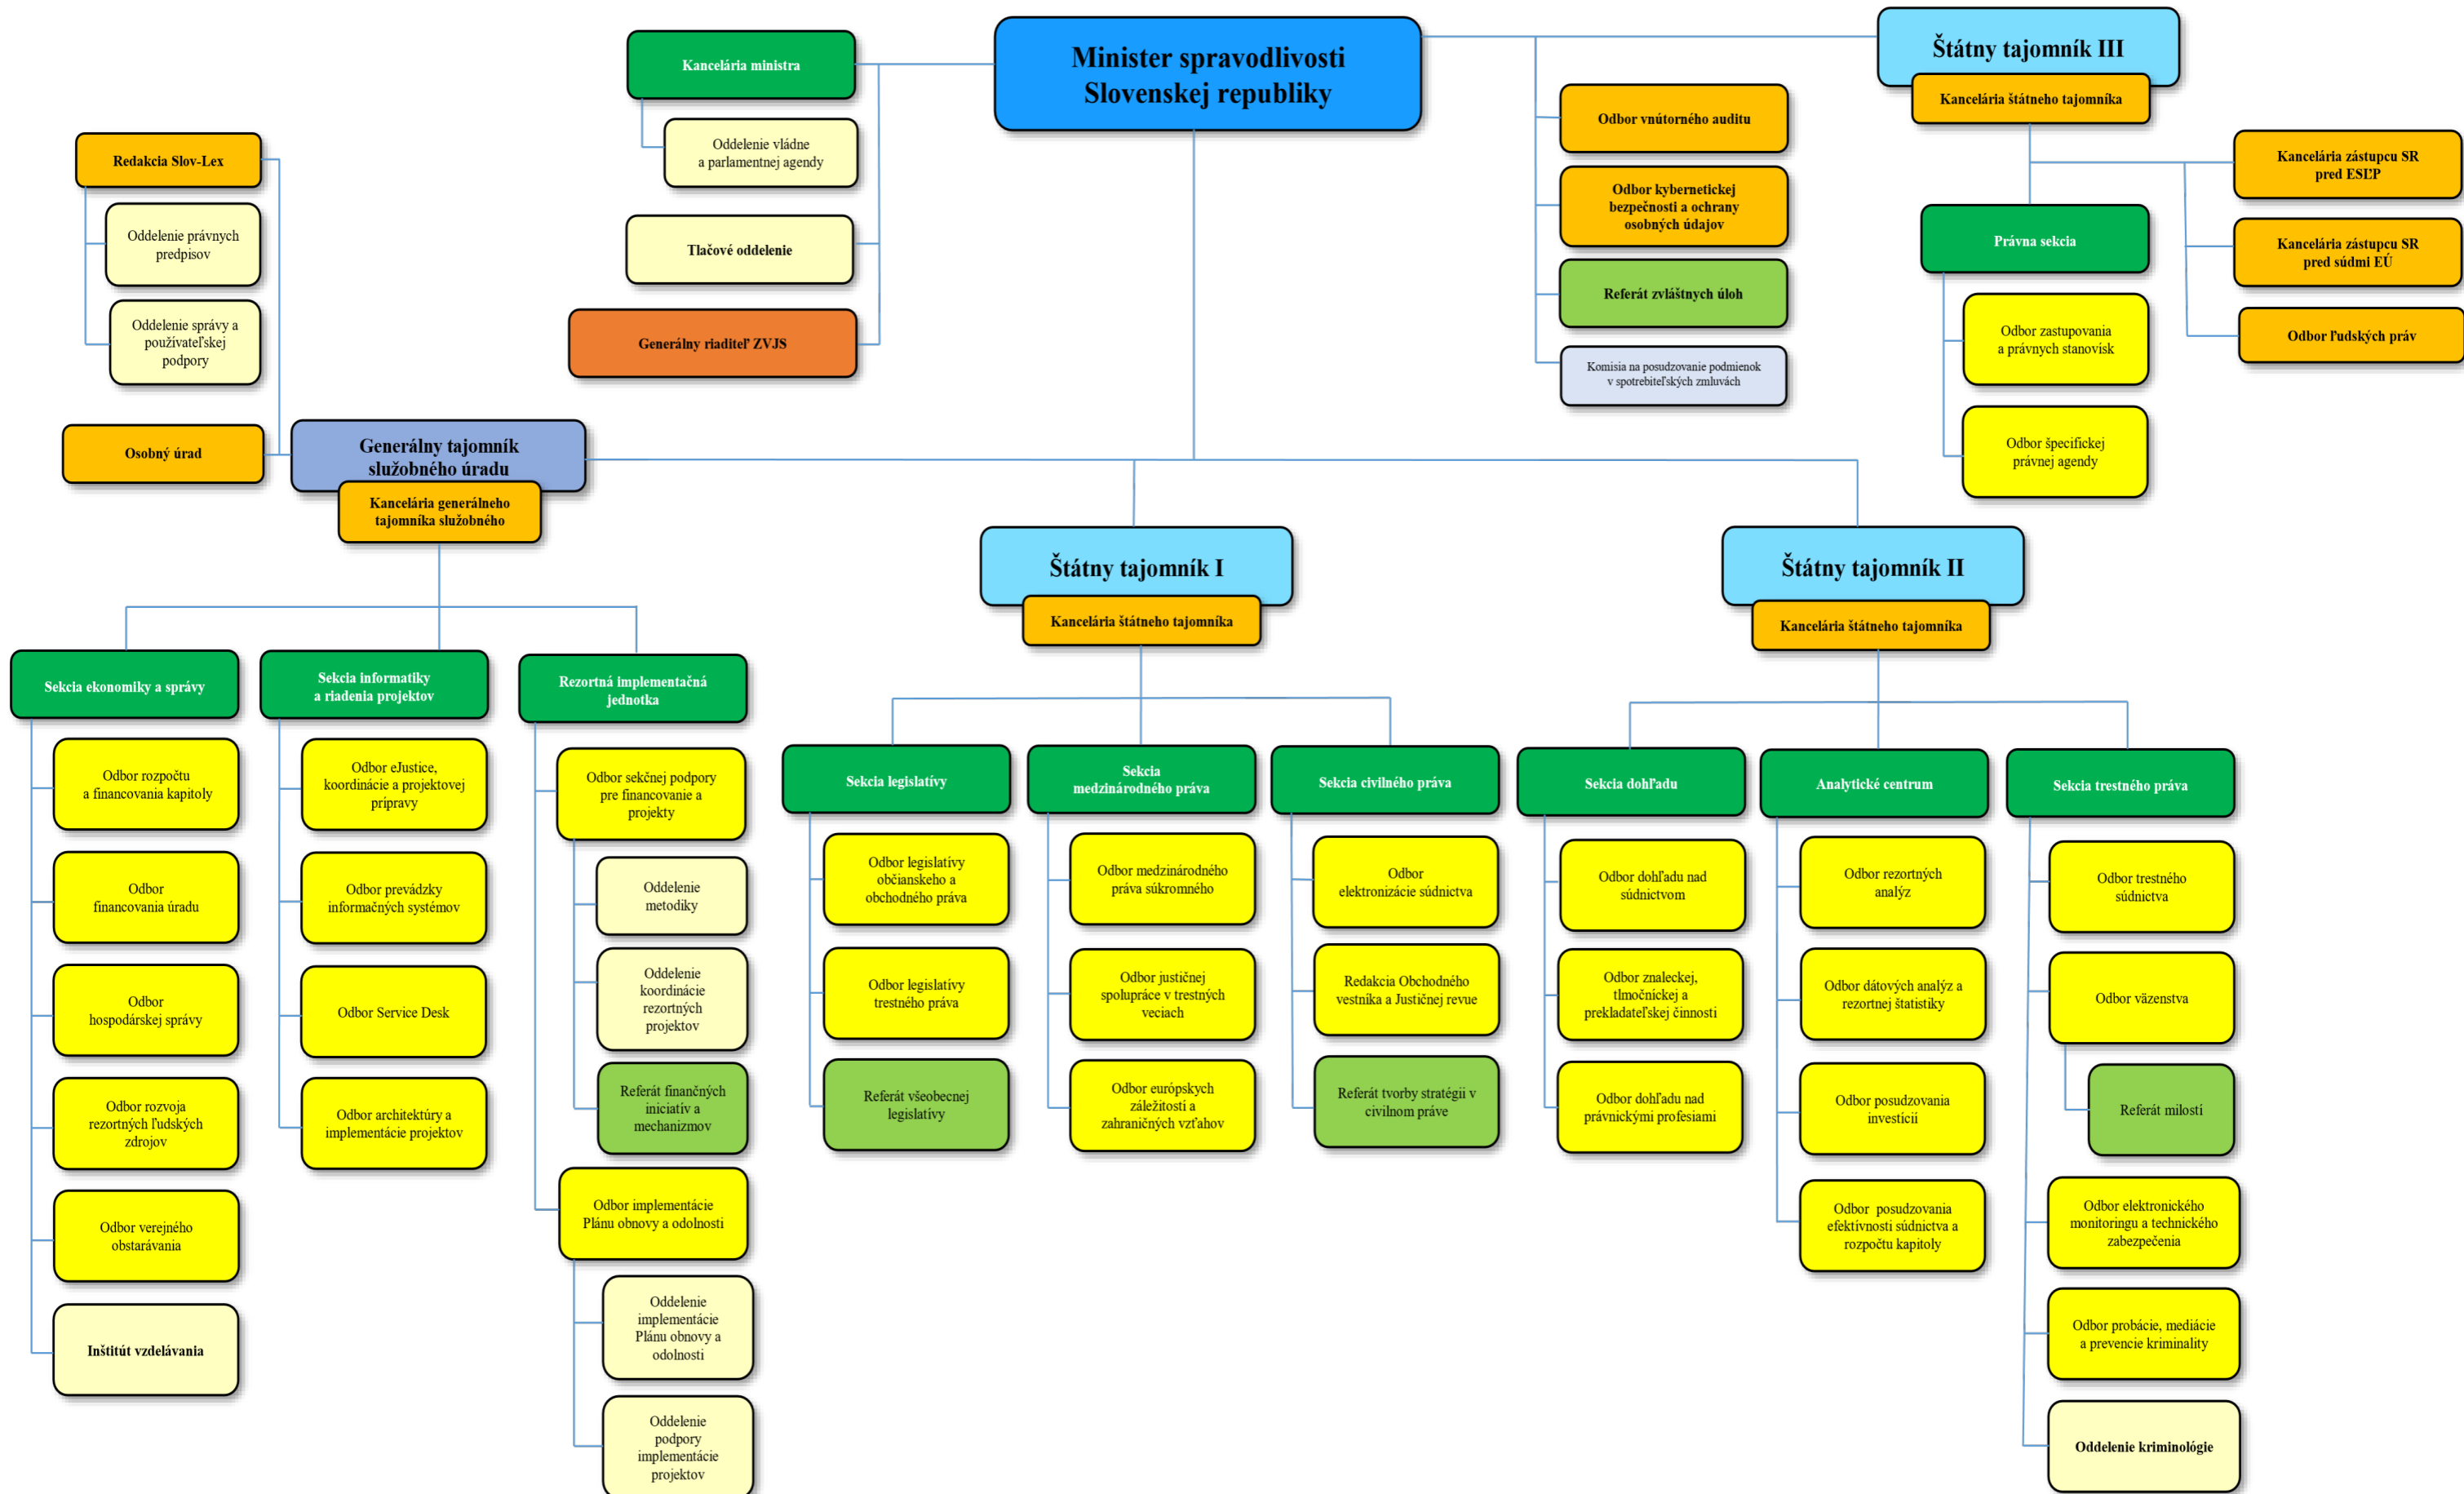 Minister spravodlivosti
Slovenskej republiky
Kancelária ministra
Oddelenie vládne
a parlamentnej agendy
Tlačové oddelenie
Generálny riaditeľ ZVJS
Odbor vnútorného auditu
Odbor kybernetickej
bezpečnosti a ochrany
osobných údajov
Referát zvláštnych úloh
Komisia na posudzovanie podmienok
v spotrebiteľských zmluvách
Štátny tajomník III
Kancelária štátneho tajomníka
Kancelária zástupcu SR
pred ESĽP
Kancelária zástupcu SR
pred súdmi EÚ
Odbor ľudských práv
Právna sekcia
Odbor zastupovania
a právnych stanovísk
Odbor špecifickej
právnej agendy
Redakcia Slov-Lex
Oddelenie právnych
predpisov
Oddelenie správy a
používateľskej
podpory
Osobný úrad
Generálny tajomník
služobného úradu
Kancelária generálneho
tajomníka služobného
Štátny tajomník I
Kancelária štátneho tajomníka
Štátny tajomník II
Kancelária štátneho tajomníka
Sekcia ekonomiky a správy
Odbor rozpočtu
a financovania kapitoly
Odbor
financovania úradu
Odbor
hospodárskej správy
Odbor rozvoja
rezortných ľudských
zdrojov
Odbor verejného
obstarávania
Inštitút vzdelávania
Sekcia informatiky
a riadenia projektov
Odbor eJustice,
koordinácie a projektovej
prípravy
Odbor prevádzky
informačných systémov
Odbor Service Desk
Odbor architektúry a
implementácie projektov
Rezortná implementačná
jednotka
Odbor sekčnej podpory
pre financovanie a
projekty
Oddelenie
metodiky
Oddelenie
koordinácie
rezortných
projektov
Referát finančných
iniciatív a
mechanizmov
Odbor implementácie
Plánu obnovy a odolnosti
Oddelenie
implementácie
Plánu obnovy a
odolnosti
Oddelenie
podpory
implementácie
projektov
Sekcia legislatívy
Odbor legislatívy
občianskeho a
obchodného práva
Odbor legislatívy
trestného práva
Referát všeobecnej
legislatívy
Sekcia
medzinárodného práva
Odbor medzinárodného
práva súkromného
Odbor justičnej
spolupráce v trestných
veciach
Odbor európskych
záležitostí a
zahraničných vzťahov
Sekcia civilného práva
Odbor
elektronizácie súdnictva
Redakcia Obchodného
vestníka a Justičnej revue
Referát tvorby stratégií v
civilnom práve
Sekcia dohľadu
Odbor dohľadu nad
súdnictvom
Odbor znaleckej,
tlmočníckej a
prekladateľskej činnosti
Odbor dohľadu nad
právnickými profesiami
Analytické centrum
Odbor rezortných
analýz
Odbor dátových analýz a
rezortnej štatistiky
Odbor posudzovania
investícií
Odbor posudzovania
efektívnosti súdnictva a
rozpočtu kapitoly
Sekcia trestného práva
Odbor trestného
súdnictva
Odbor väzenstva
Referát milostí
Odbor elektronického
monitoringu a technického
zabezpečenia
Odbor probácie, mediácie
a prevencie kriminality
Oddelenie kriminológie